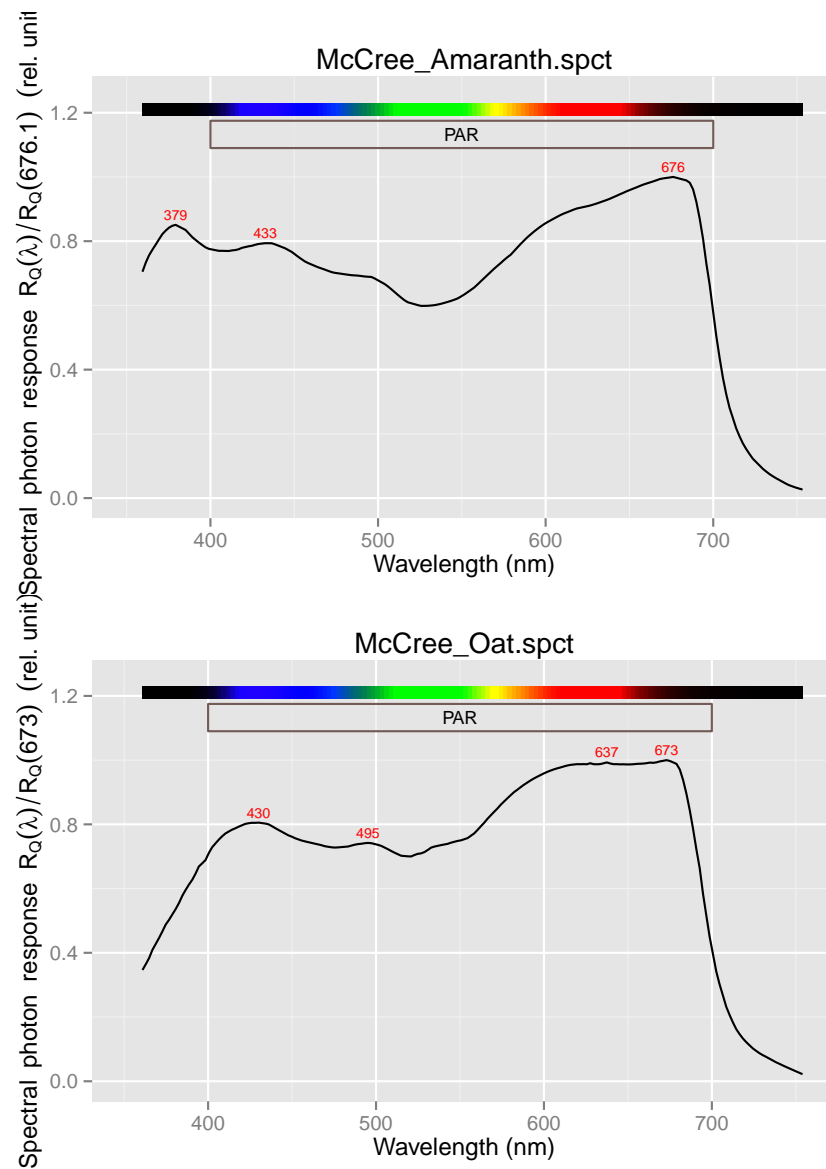 McCree_Amaranth.spct
Spectral photon response R_Q(λ)/R_Q(676.1) (rel. unit
1.2
0.8
0.4
0.0
PAR
379
433
676
400
500
600
700
Wavelength (nm)
McCree_Oat.spct
Spectral photon response R_Q(λ)/R_Q(673) (rel. unit)
1.2
0.8
0.4
0.0
PAR
430
495
637
673
400
500
600
700
Wavelength (nm)